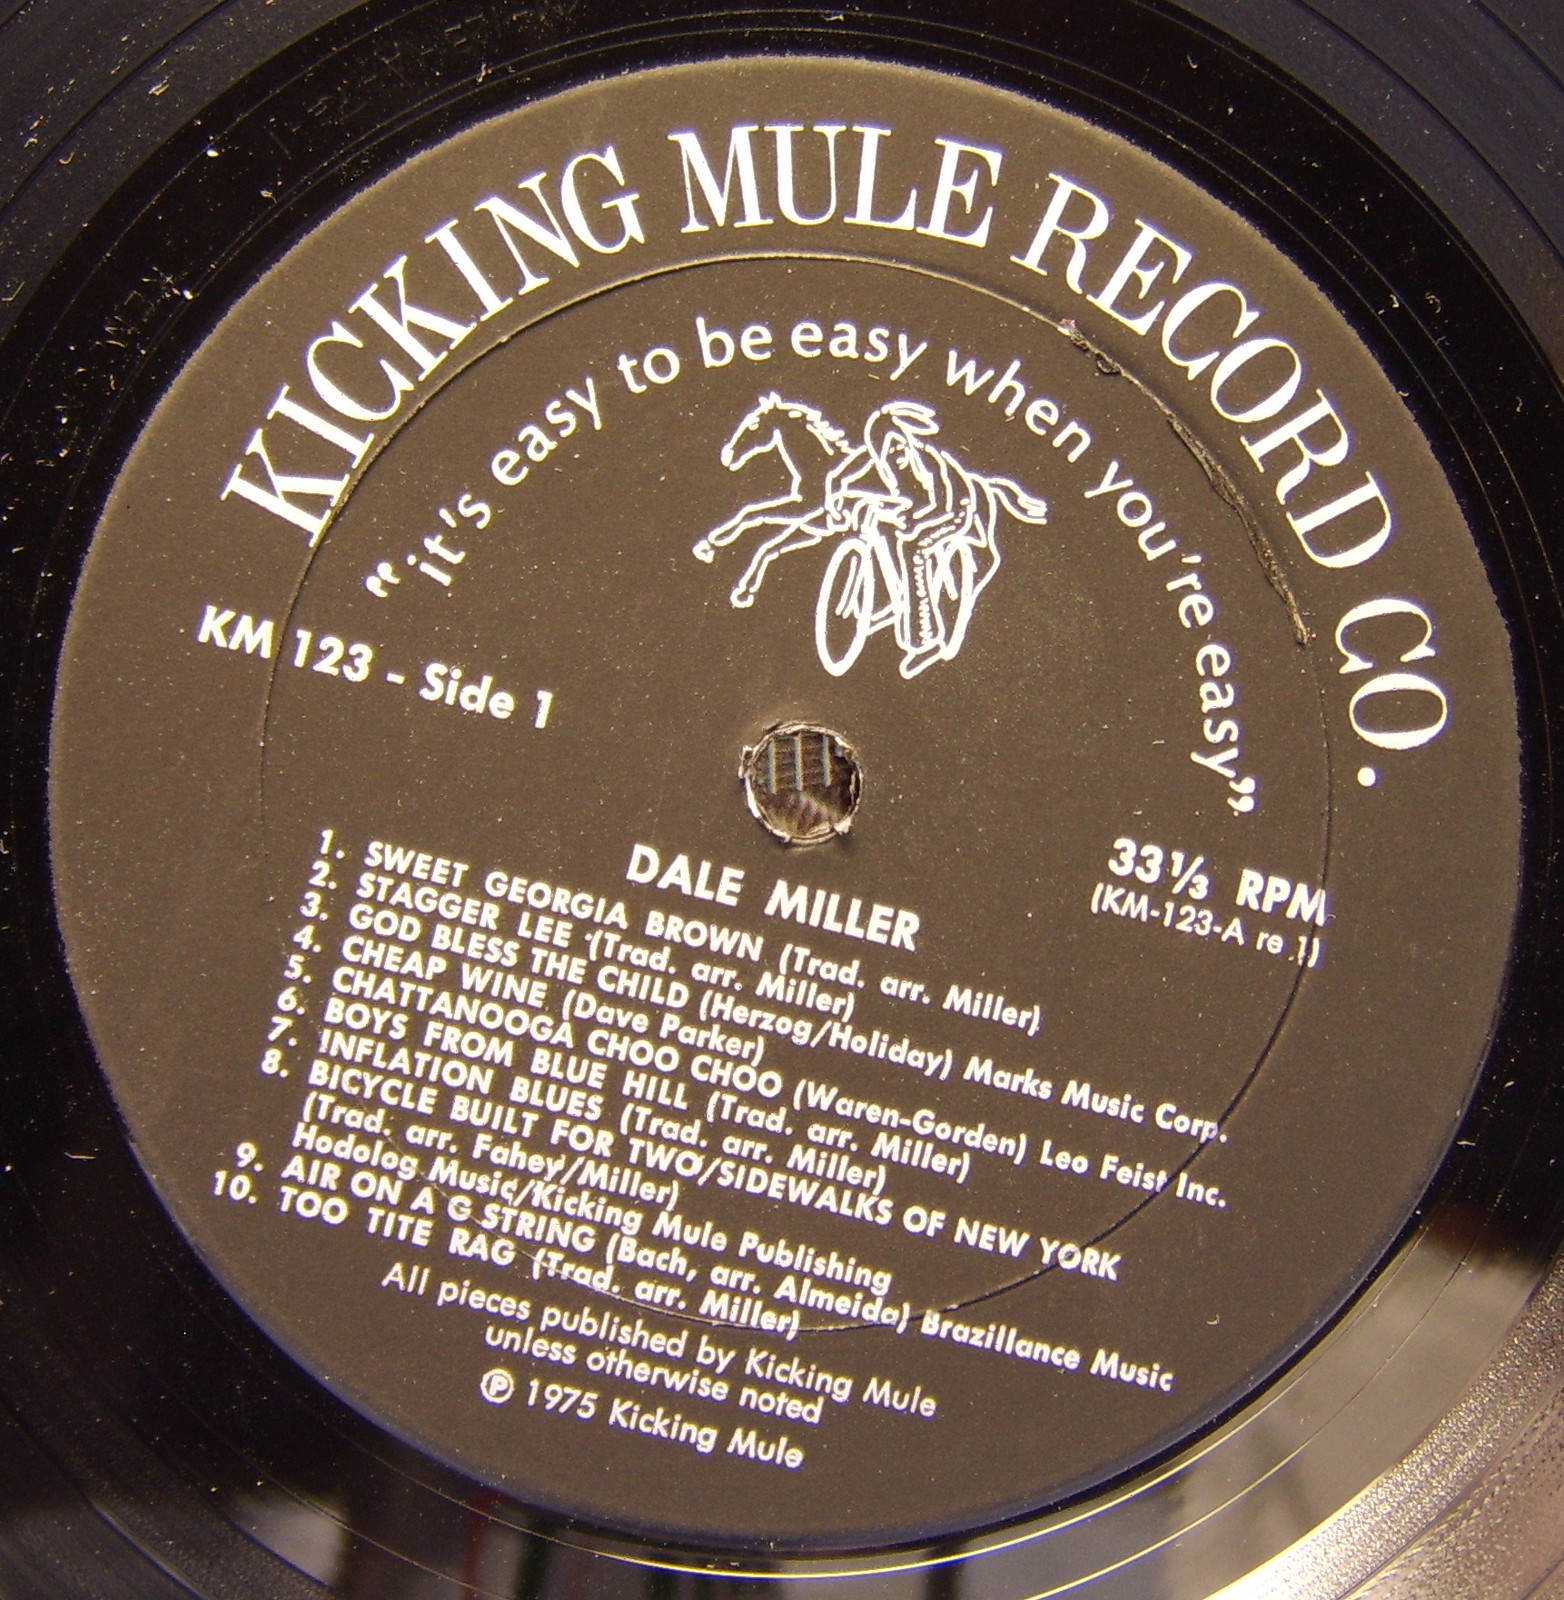 KICKING MULE RECORD CO.
"it's easy to be easy when you're easy"
KM 123 - Side 1
33⅓ RPM
(KM-123-A re 1)
DALE MILLER
1. SWEET GEORGIA BROWN (Trad. arr. Miller)
2. STAGGER LEE (Trad. arr. Miller)
3. GOD BLESS THE CHILD (Herzog/Holiday) Marks Music Corp.
4. CHEAP WINE (Dave Parker)
5. CHATTANOOGA CHOO CHOO (Waren-Gorden) Leo Feist Inc.
6. BOYS FROM BLUE HILL (Trad. arr. Miller)
7. INFLATION BLUES (Trad. arr. Miller)
8. BICYCLE BUILT FOR TWO/SIDEWALKS OF NEW YORK
(Trad. arr. Fahey/Miller)
Hodolog Music/Kicking Mule Publishing
9. AIR ON A G STRING (Bach, arr. Almeida) Brazillance Music
10. TOO TITE RAG (Trad. arr. Miller)
All pieces published by Kicking Mule
unless otherwise noted
℗ 1975 Kicking Mule